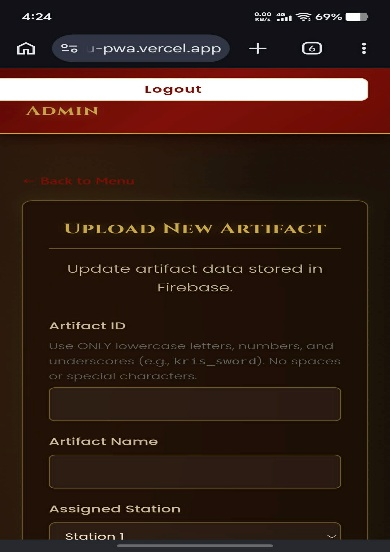 4:24
0.00 KB/s 4G 69%
u-pwa.vercel.app
6
Logout
Admin
← Back to Menu
Upload New Artifact
Update artifact data stored in
Firebase.
Artifact ID
Use ONLY lowercase letters, numbers, and
underscores (e.g., kris_sword). No spaces
or special characters.
Artifact Name
Assigned Station
Station 1